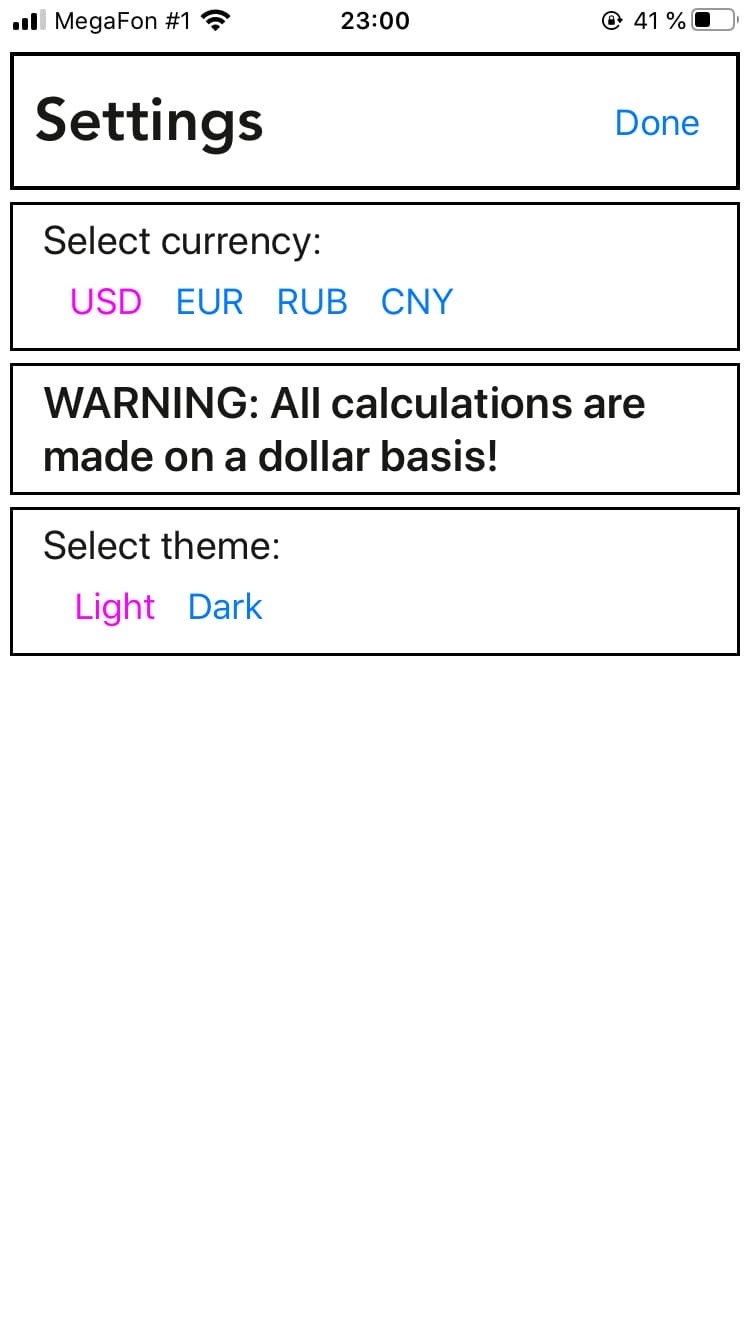 MegaFon #1 23:00 41 %
Settings Done
Select currency:
USD EUR RUB CNY
WARNING: All calculations are
made on a dollar basis!
Select theme:
Light Dark